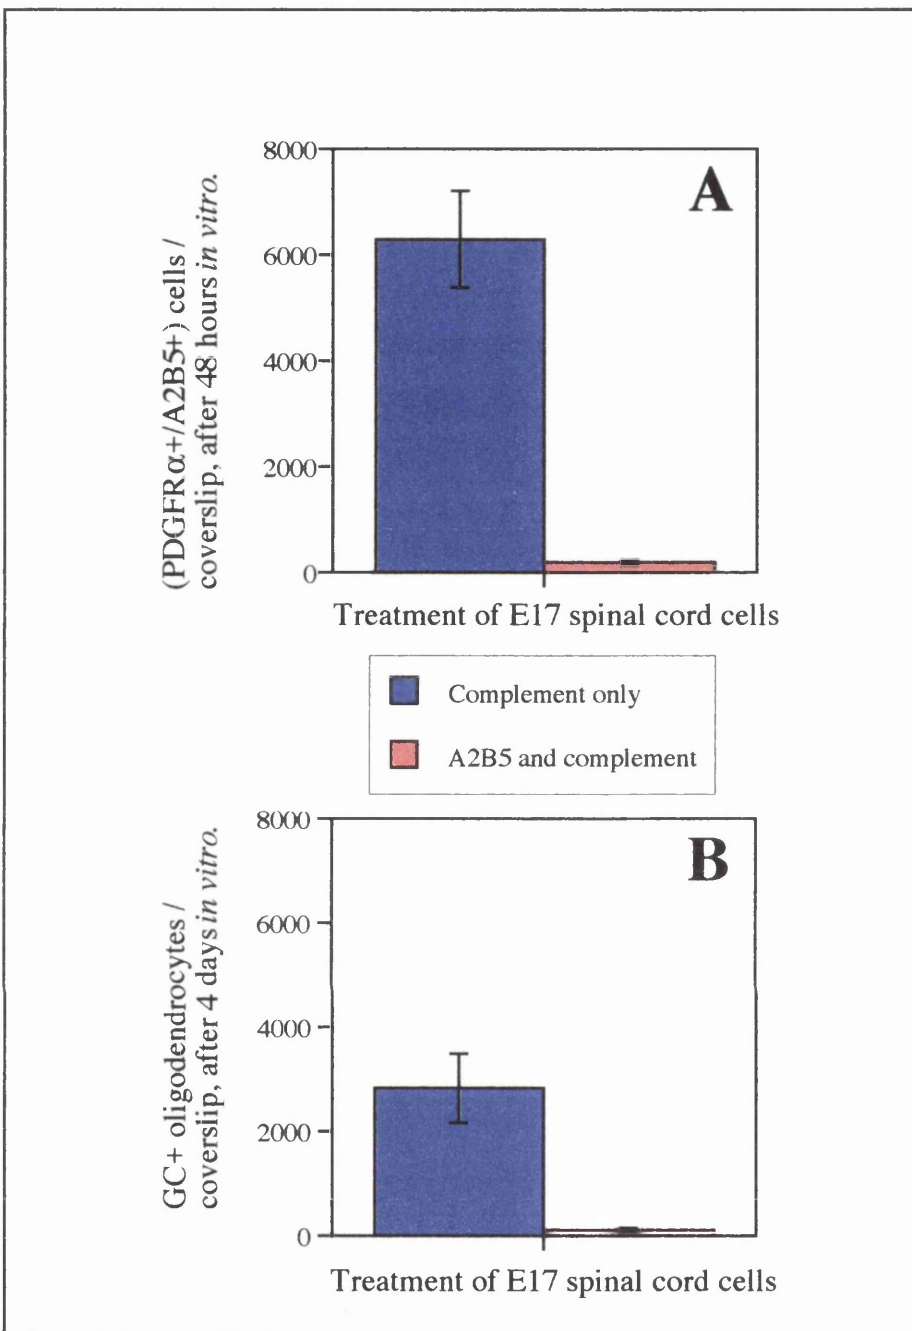 A
8000
6000
4000
2000
0
(PDGFRα+/A2B5+) cells /
coverslip, after 48 hours in vitro.
Treatment of E17 spinal cord cells
Complement only
A2B5 and complement
B
8000
6000
4000
2000
0
GC+ oligodendrocytes /
coverslip, after 4 days in vitro.
Treatment of E17 spinal cord cells